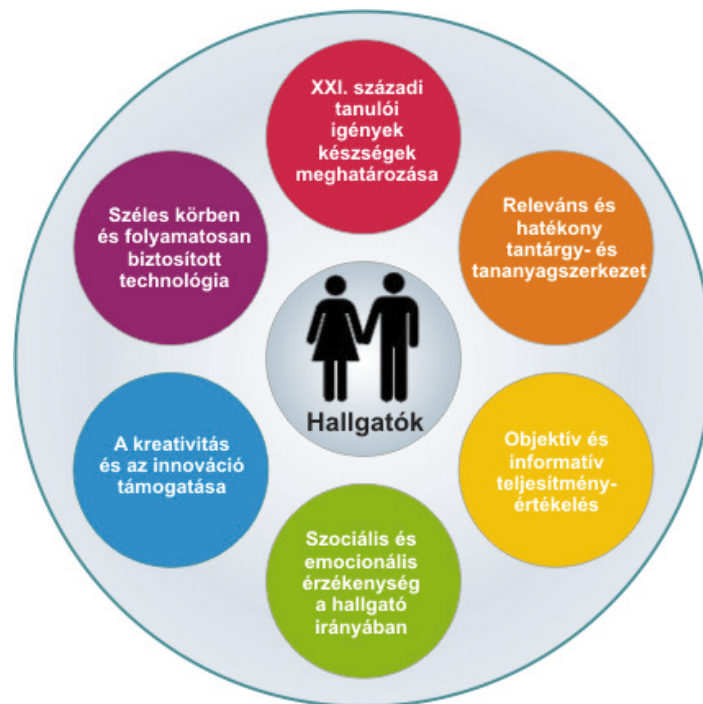 XXI. századi
tanulói
igények
készségek
meghatározása
Releváns és
hatékony
tantárgy- és
tananyagszerkezet
Objektív és
informatív
teljesítmény-
értékelés
Szociális és
emocionális
érzékenység
a hallgató
irányában
A kreativitás
és az innováció
támogatása
Széles körben
és folyamatosan
biztosított
technológia
Hallgatók